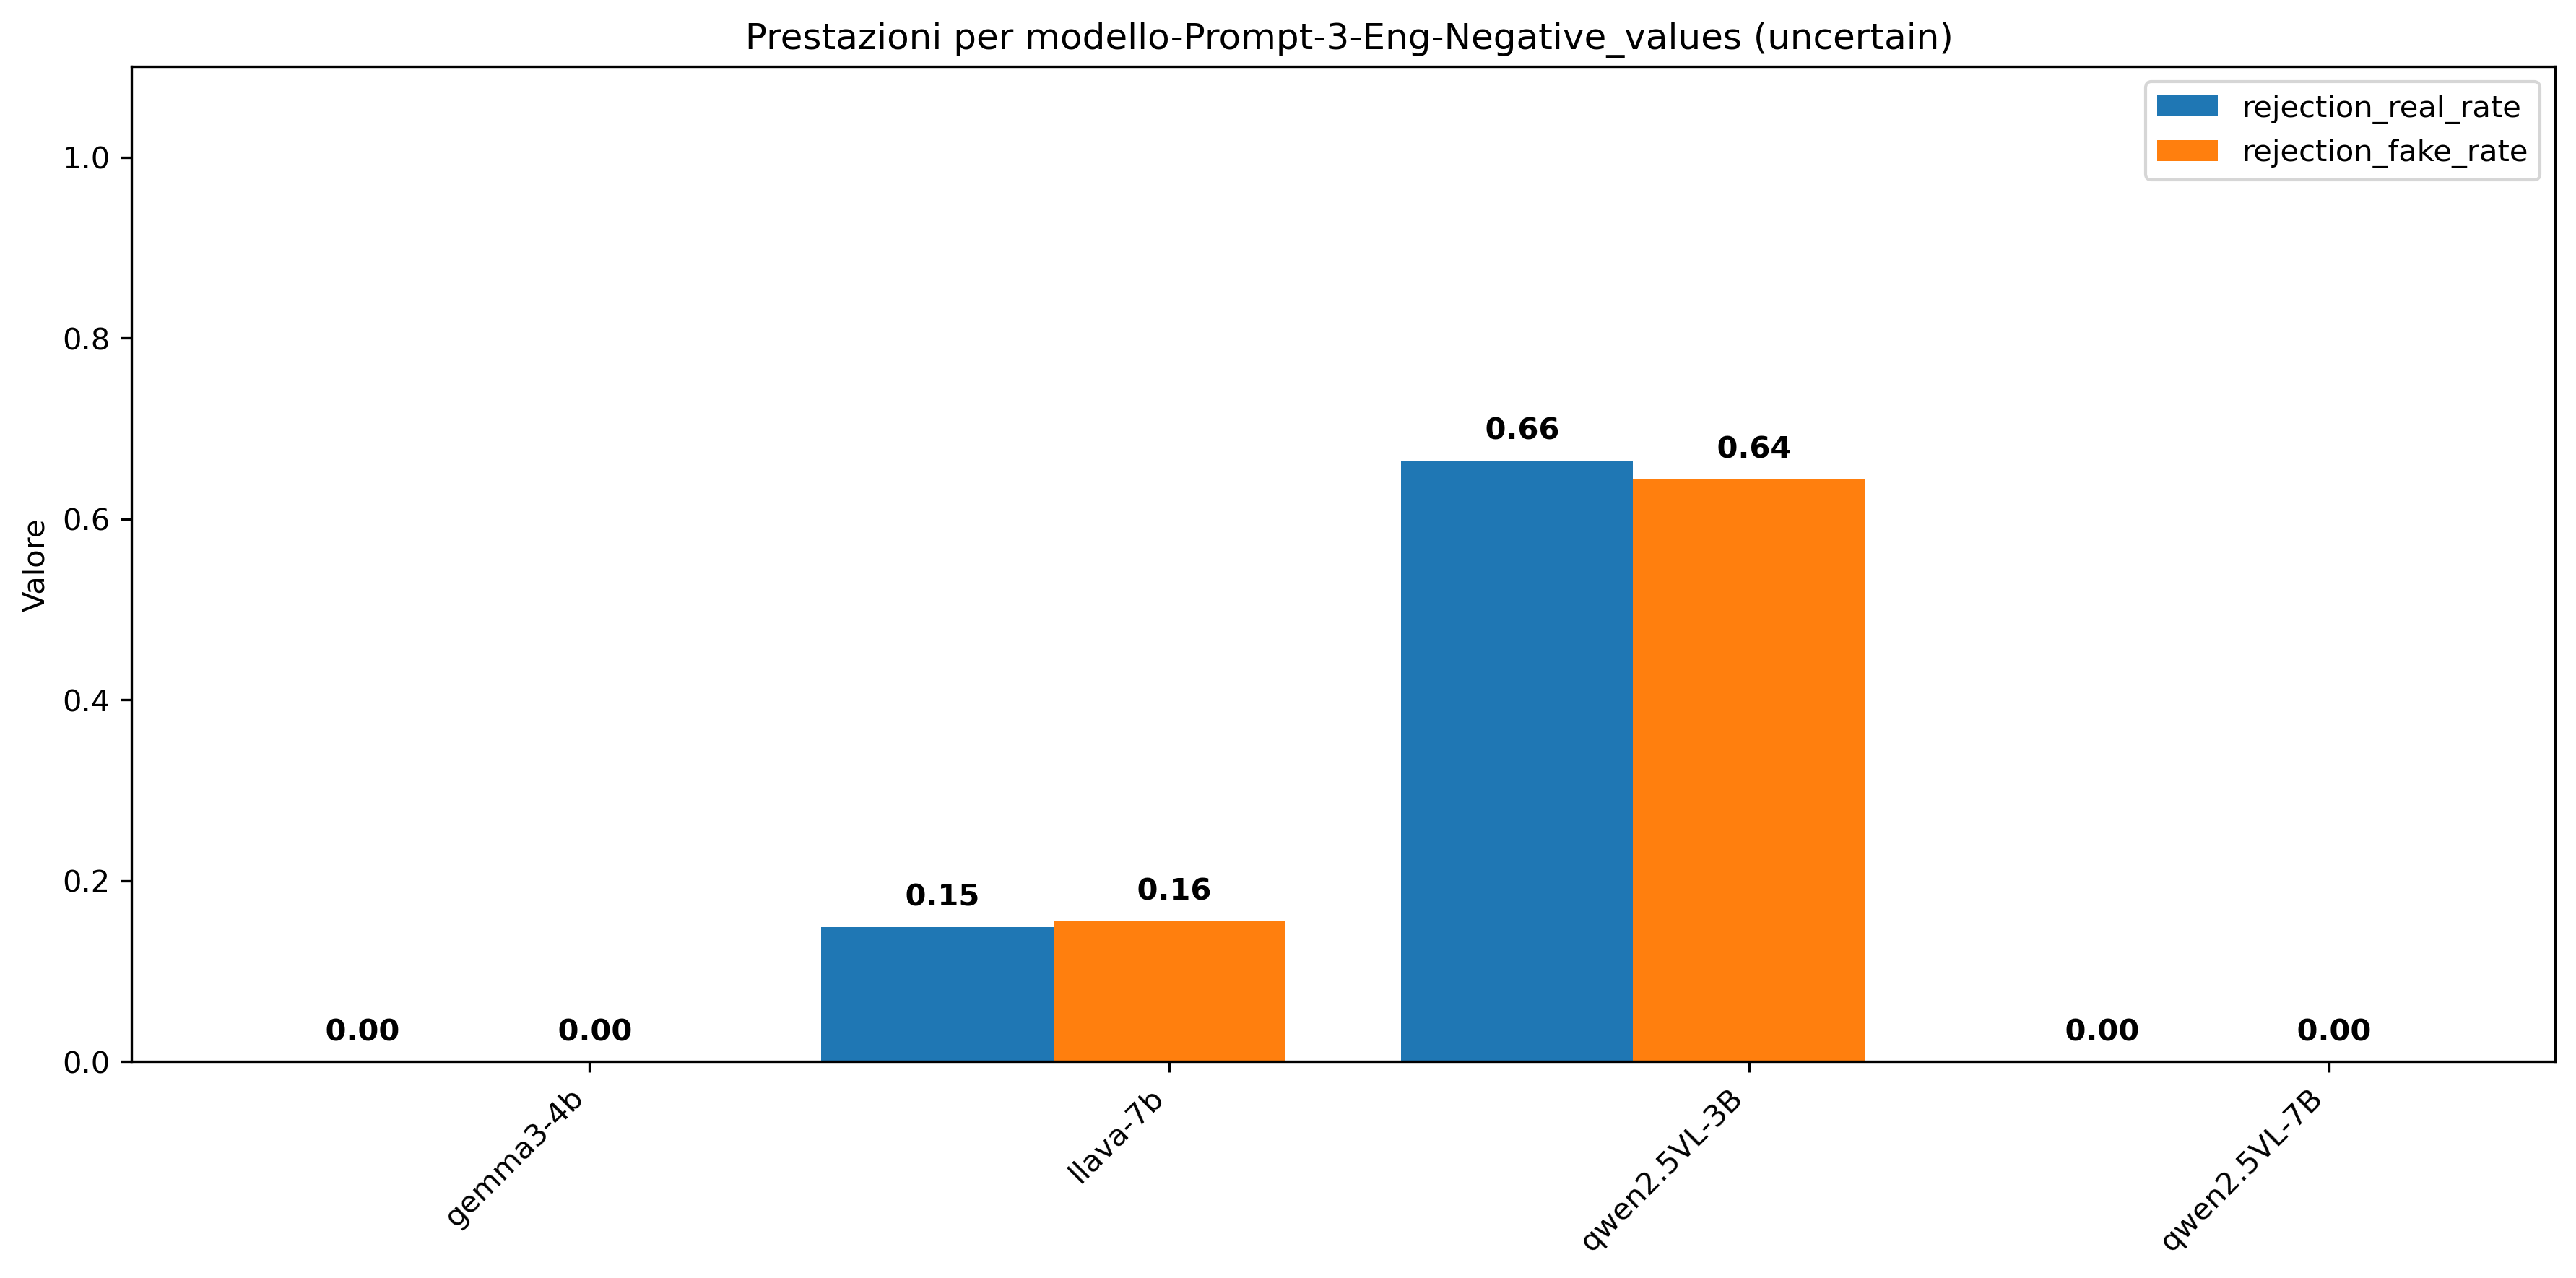 Prestazioni per modello-Prompt-3-Eng-Negative_values (uncertain)
rejection_real_rate
rejection_fake_rate
Valore
1.0
0.8
0.6
0.4
0.2
0.0
0.00
0.00
0.15
0.16
0.66
0.64
0.00
0.00
gemma3-4b
llava-7b
qwen2.5VL-3B
qwen2.5VL-7B